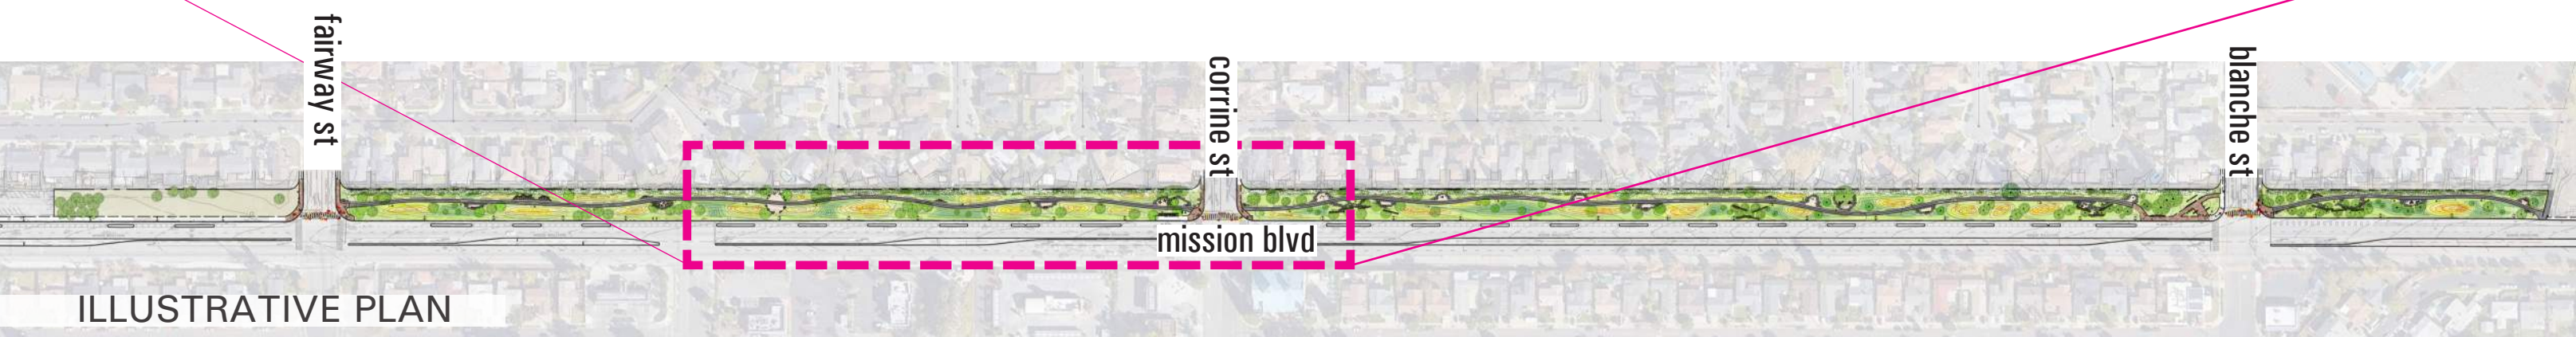 fairway st
corrine st
blanche st
mission blvd
ILLUSTRATIVE PLAN